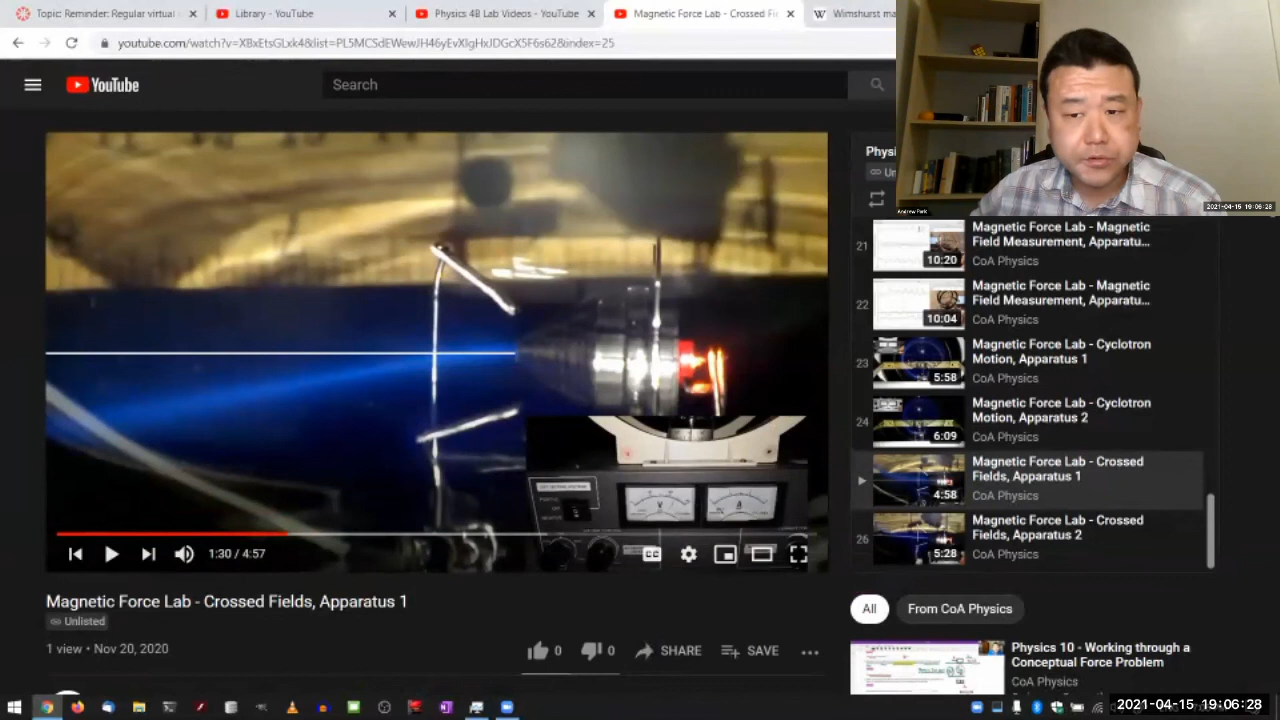 Topic: Reminder: Regular virtual
Library - YouTube
Physics 4B Lab Videos - YouTube
Magnetic Force Lab - Crossed Fi
Wimshurst ma
youtube.com/watch?v=XBxEtsGLxk4&list=PL5MCSdEWewJH46yEvXlgHxJDGcX5F6s62&index=25
YouTube
Search
Andrew Park
2021-04-15 19:06:28
Physi
Un
21
Magnetic Force Lab - Magnetic
Field Measurement, Apparatu...
10:20
CoA Physics
22
Magnetic Force Lab - Magnetic
Field Measurement, Apparatu...
10:04
CoA Physics
23
Magnetic Force Lab - Cyclotron
Motion, Apparatus 1
5:58
CoA Physics
24
Magnetic Force Lab - Cyclotron
Motion, Apparatus 2
6:09
CoA Physics
Magnetic Force Lab - Crossed
Fields, Apparatus 1
4:58
CoA Physics
26
Magnetic Force Lab - Crossed
Fields, Apparatus 2
5:28
CoA Physics
V
A
1:30 / 4:57
CC
Magnetic Force Lab - Crossed Fields, Apparatus 1
Unlisted
1 view • Nov 20, 2020
0
0
SHARE
SAVE
All
From CoA Physics
Physics 10 - Working through a
Conceptual Force Problem
CoA Physics
2021-04-15 19:06:28